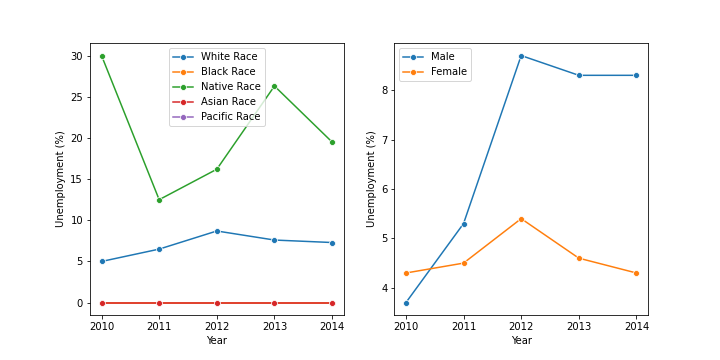 30
25
20
15
10
5
0
Unemployment (%)
White Race
Black Race
Native Race
Asian Race
Pacific Race
2010 2011 2012 2013 2014
Year
8
7
6
5
4
Unemployment (%)
Male
Female
2010 2011 2012 2013 2014
Year